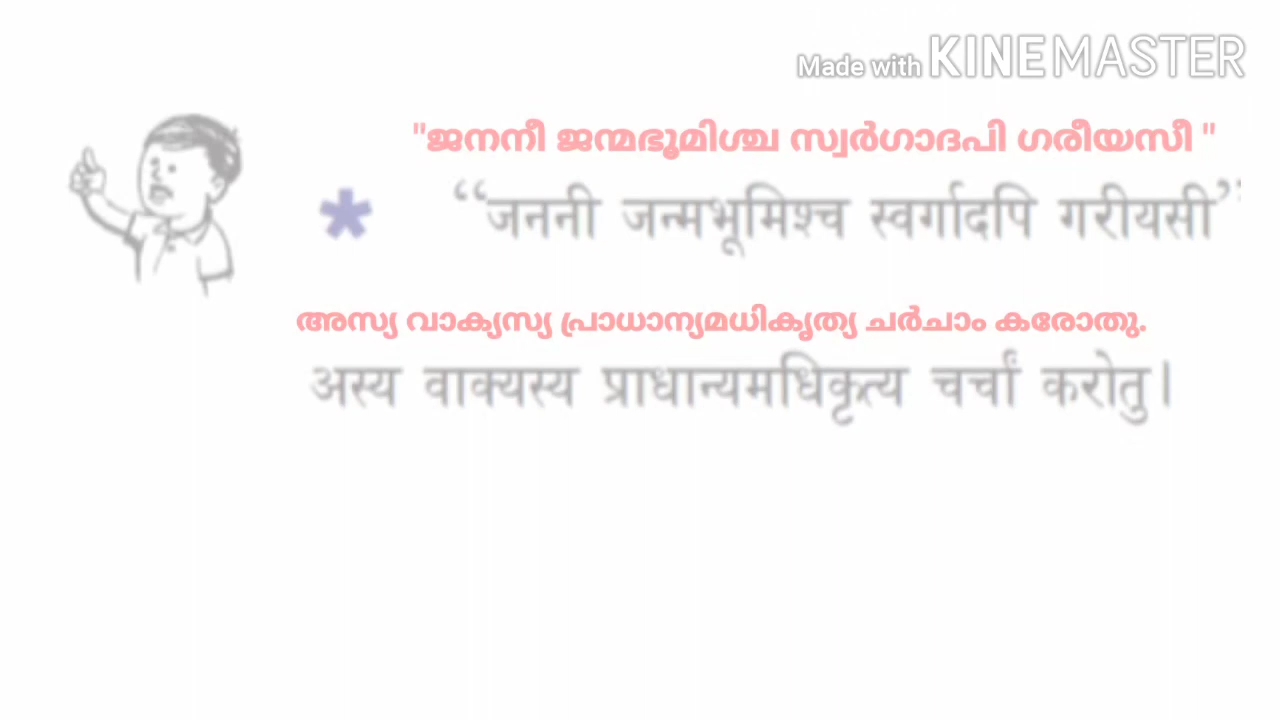 Made with KINEMASTER
"ജനനീ ജന്മഭൂമിശ്ച സ്വർഗാദപി ഗരീയസീ "
* “जननी जन्मभूमिश्च स्वर्गादपि गरीयसी”
അസ്യ വാക്യസ്യ പ്രാധാന്യമധികൃത്യ ചർചാം കരോതു.
अस्य वाक्यस्य प्राधान्यमधिकृत्य चर्चां करोतु।